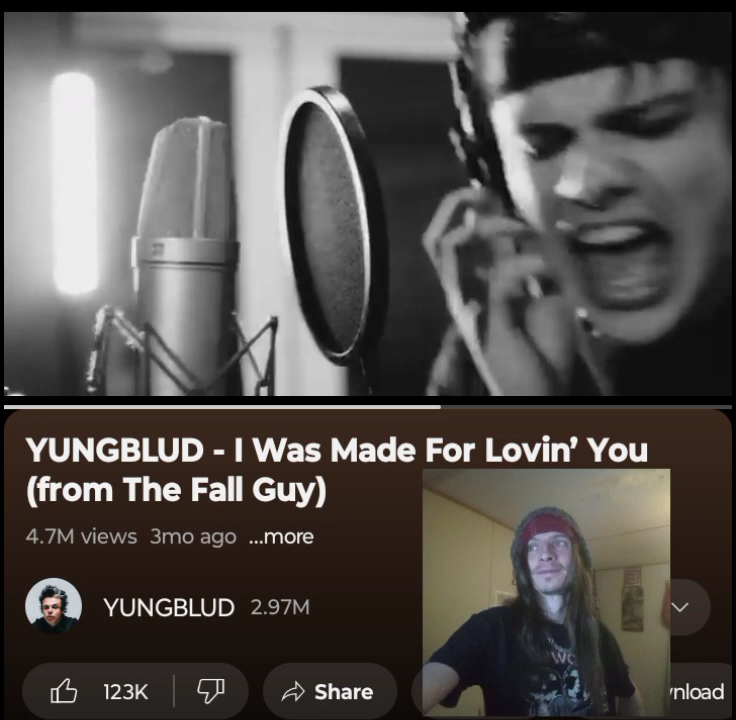 YUNGBLUD - I Was Made For Lovin' You
(from The Fall Guy)
4.7M views 3mo ago ...more
YUNGBLUD 2.97M
123K Share nload